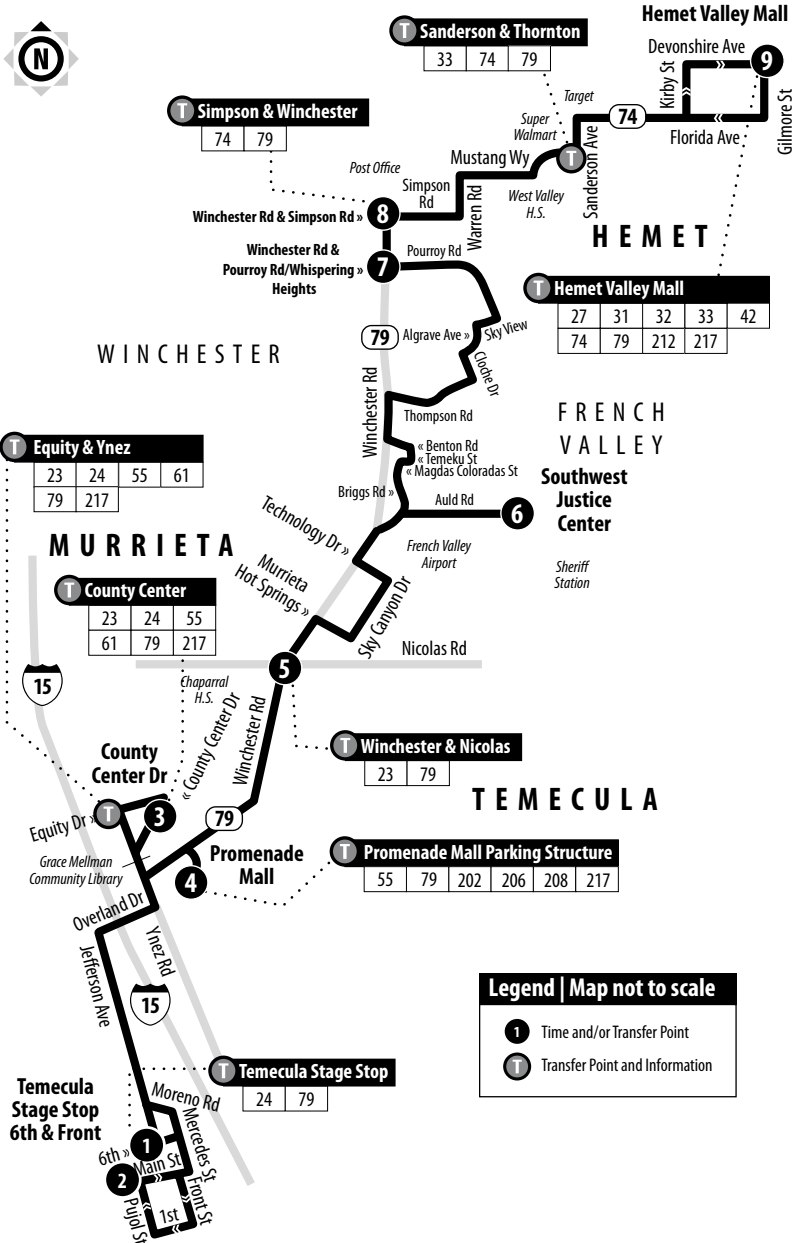 N
Hemet Valley Mall
T Sanderson & Thornton
33 74 79
Devonshire Ave
9
Kirby St
Gilmore St
Target
74
Florida Ave
T Simpson & Winchester
74 79
Super
Walmart
Mustang Wy
T
Sanderson Ave
Post Office
Simpson
Rd
Warren Rd
West Valley
H.S.
Winchester Rd & Simpson Rd »
8
HEMET
Winchester Rd &
Pourroy Rd/Whispering »
Heights
7
Pourroy Rd
T Hemet Valley Mall
27 31 32 33 42
74 79 212 217
79
Algrave Ave »
Sky View
WINCHESTER
Cloche Dr
Winchester Rd
Thompson Rd
FRENCH
VALLEY
T Equity & Ynez
23 24 55 61
79 217
« Benton Rd
« Temeku St
« Magdas Coloradas St
Briggs Rd »
Auld Rd
6
Southwest
Justice
Center
Technology Dr »
French Valley
Airport
Sheriff
Station
MURRIETA
Murrieta
Hot Springs »
Sky Canyon Dr
T County Center
23 24 55
61 79 217
Nicolas Rd
5
15
Chaparral
H.S.
« County Center Dr
Winchester Rd
T Winchester & Nicolas
23 79
County
Center Dr
TEMECULA
T
Equity Dr »
3
79
Grace Mellman
Community Library
Promenade
Mall
4
T Promenade Mall Parking Structure
55 79 202 206 208 217
Overland Dr
Ynez Rd
Jefferson Ave
15
Legend | Map not to scale
1 Time and/or Transfer Point
T Transfer Point and Information
T Temecula Stage Stop
24 79
Temecula
Stage Stop
6th & Front
Moreno Rd
Mercedes St
6th »
1
Main St
2
Pujol St
1st
Front St